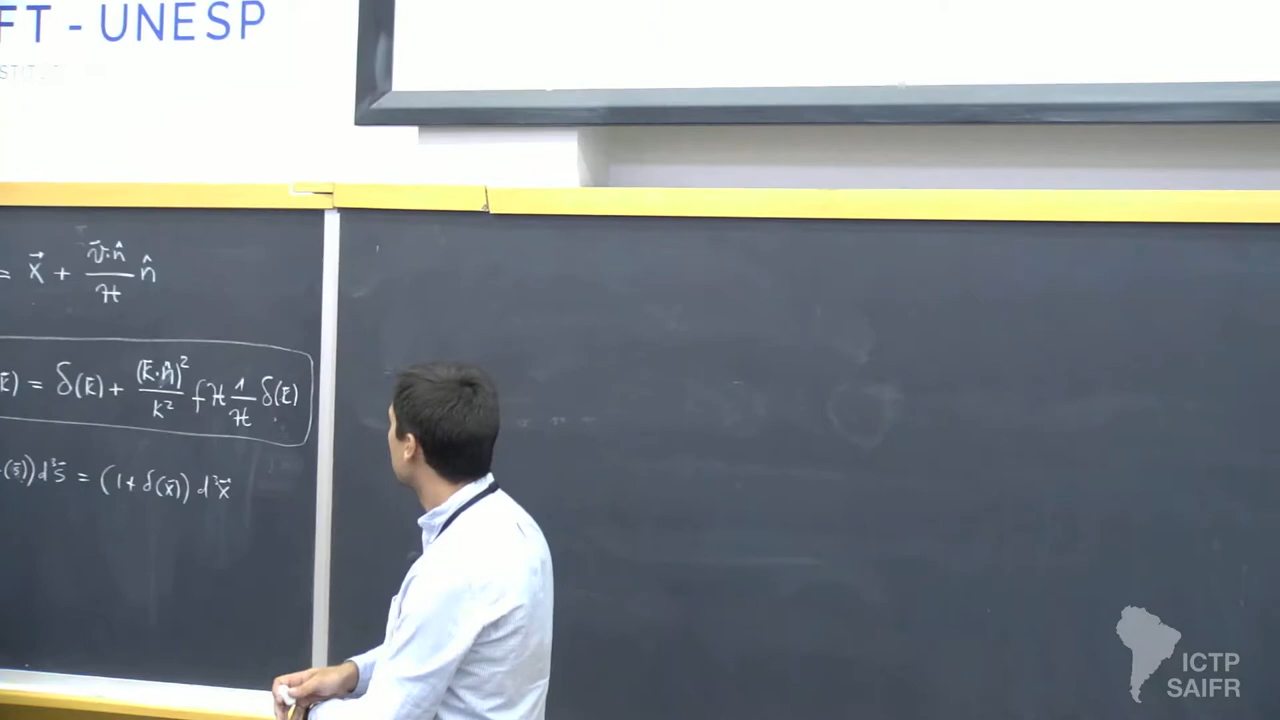 FT - UNESP
= x⃗ + (v̄·n̂ / ℋ) n̂
k̄) = δ(k̄) + ((k̄·n̂)² / k²) f ℋ (1 / ℋ) δ(k̄)
(s̄)) d³s̄ = (1 + δ(x̄)) d³x̄
ICTP
SAIFR